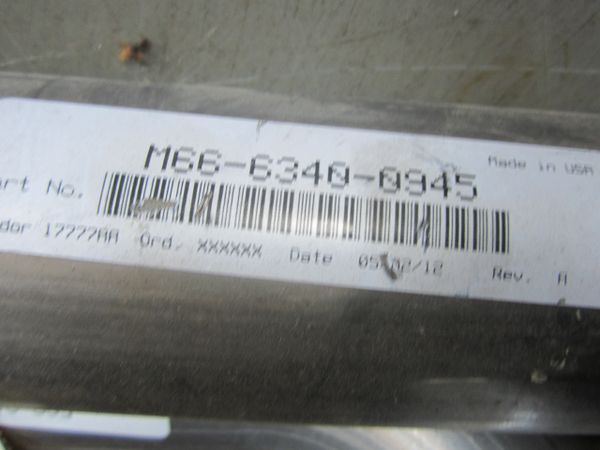 Made in USA
M66-6340-0945
art No.
dor 17777AA Ord. XXXXXX Date 05/02/12 Rev. A